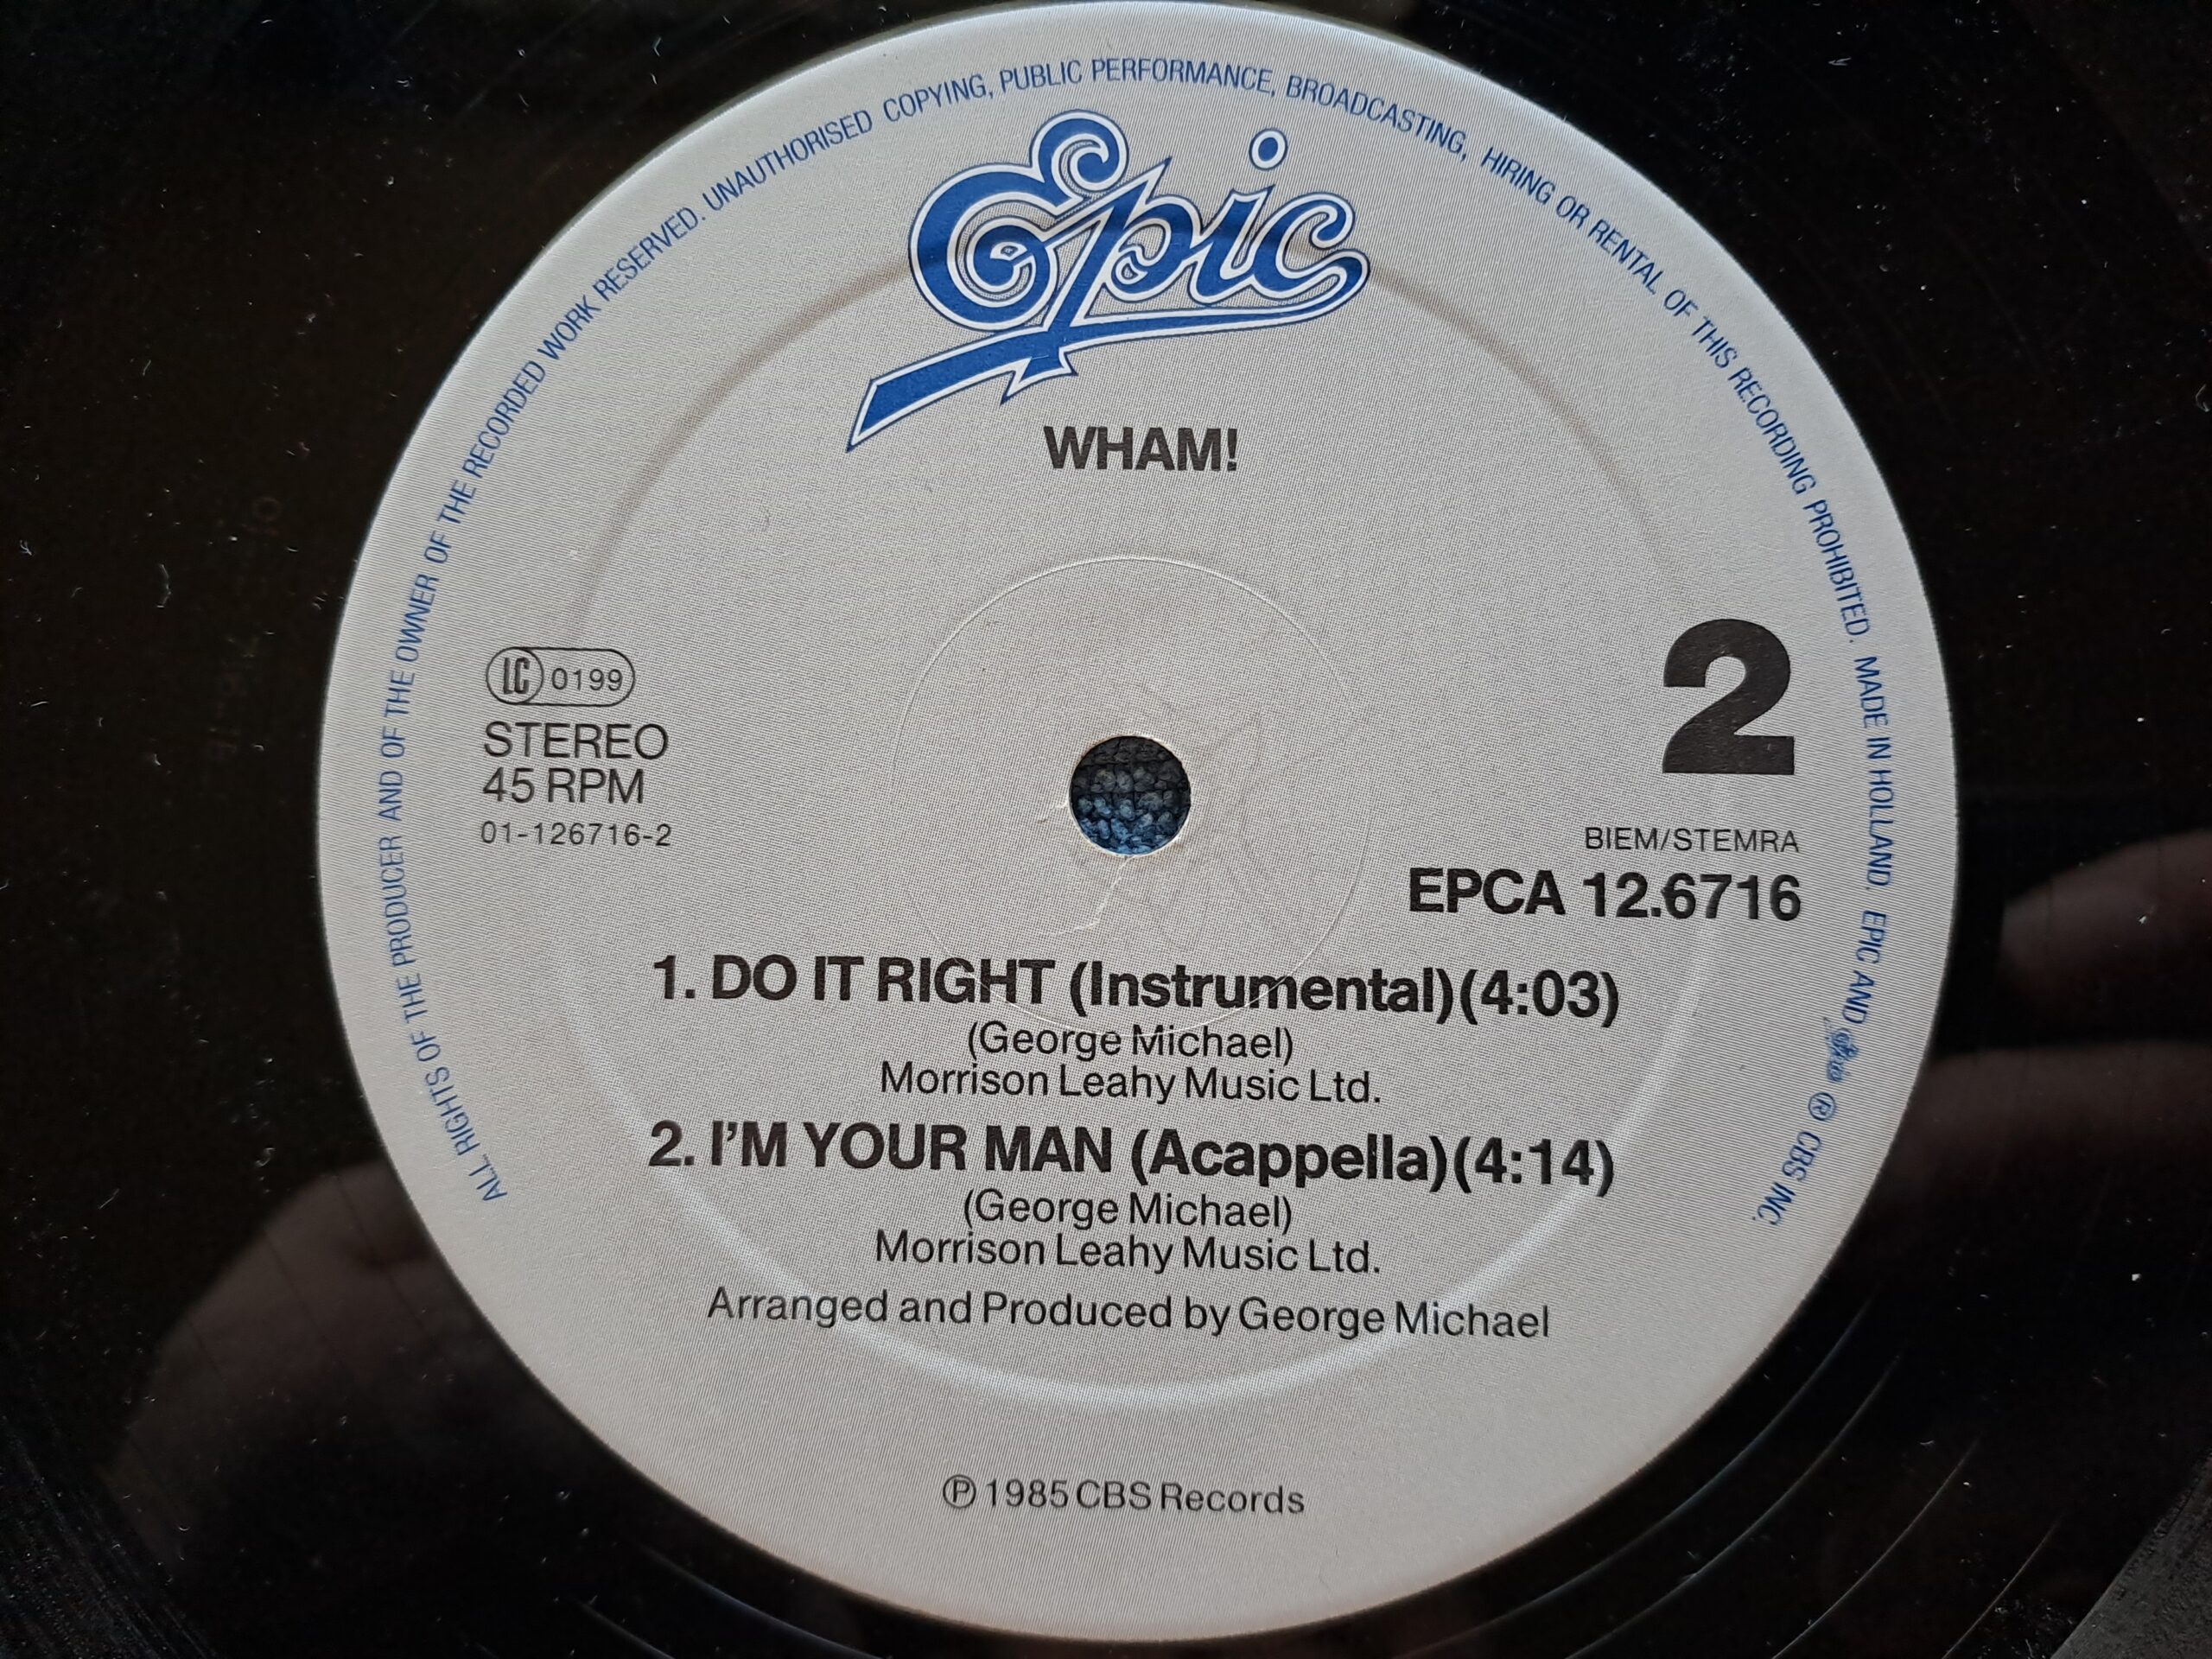 ALL RIGHTS OF THE PRODUCER AND OF THE OWNER OF THE RECORDED WORK RESERVED. UNAUTHORISED COPYING, PUBLIC PERFORMANCE, BROADCASTING, HIRING OR RENTAL OF THIS RECORDING PROHIBITED. MADE IN HOLLAND. EPIC AND Epic ® CBS INC.
Epic
WHAM!
LC 0199
STEREO
45 RPM
01-126716-2
2
BIEM/STEMRA
EPCA 12.6716
1. DO IT RIGHT (Instrumental) (4:03)
(George Michael)
Morrison Leahy Music Ltd.
2. I'M YOUR MAN (Acappella) (4:14)
(George Michael)
Morrison Leahy Music Ltd.
Arranged and Produced by George Michael
℗ 1985 CBS Records